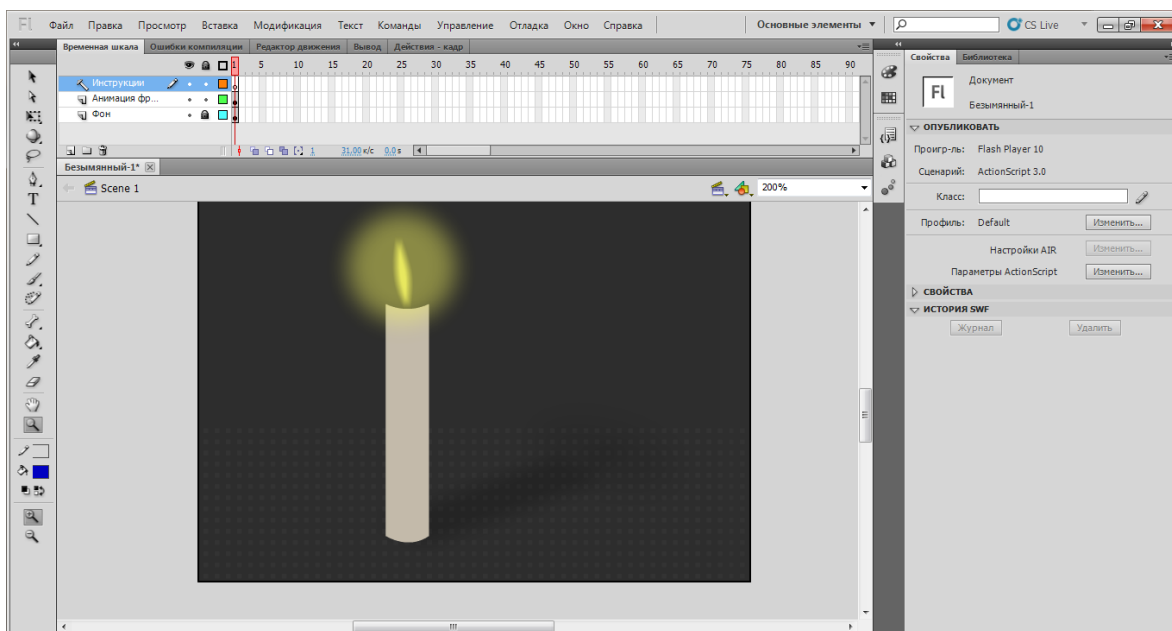 Fl Файл Правка Просмотр Вставка Модификация Текст Команды Управление Отладка Окно Справка Основные элементы CS Live
Временная шкала Ошибки компиляции Редактор движения Вывод Действия - кадр
1 5 10 15 20 25 30 35 40 45 50 55 60 65 70 75 80 85 90
Инструкции
Анимация фр...
Фон
1 31,00 к/с 0,0 s
Безымянный-1*
Scene 1 200%
T
Свойства Библиотека
Fl Документ
Безымянный-1
ОПУБЛИКОВАТЬ
Проигр-ль: Flash Player 10
Сценарий: ActionScript 3.0
Класс:
Профиль: Default Изменить...
Настройки AIR Изменить...
Параметры ActionScript Изменить...
СВОЙСТВА
ИСТОРИЯ SWF
Журнал Удалить